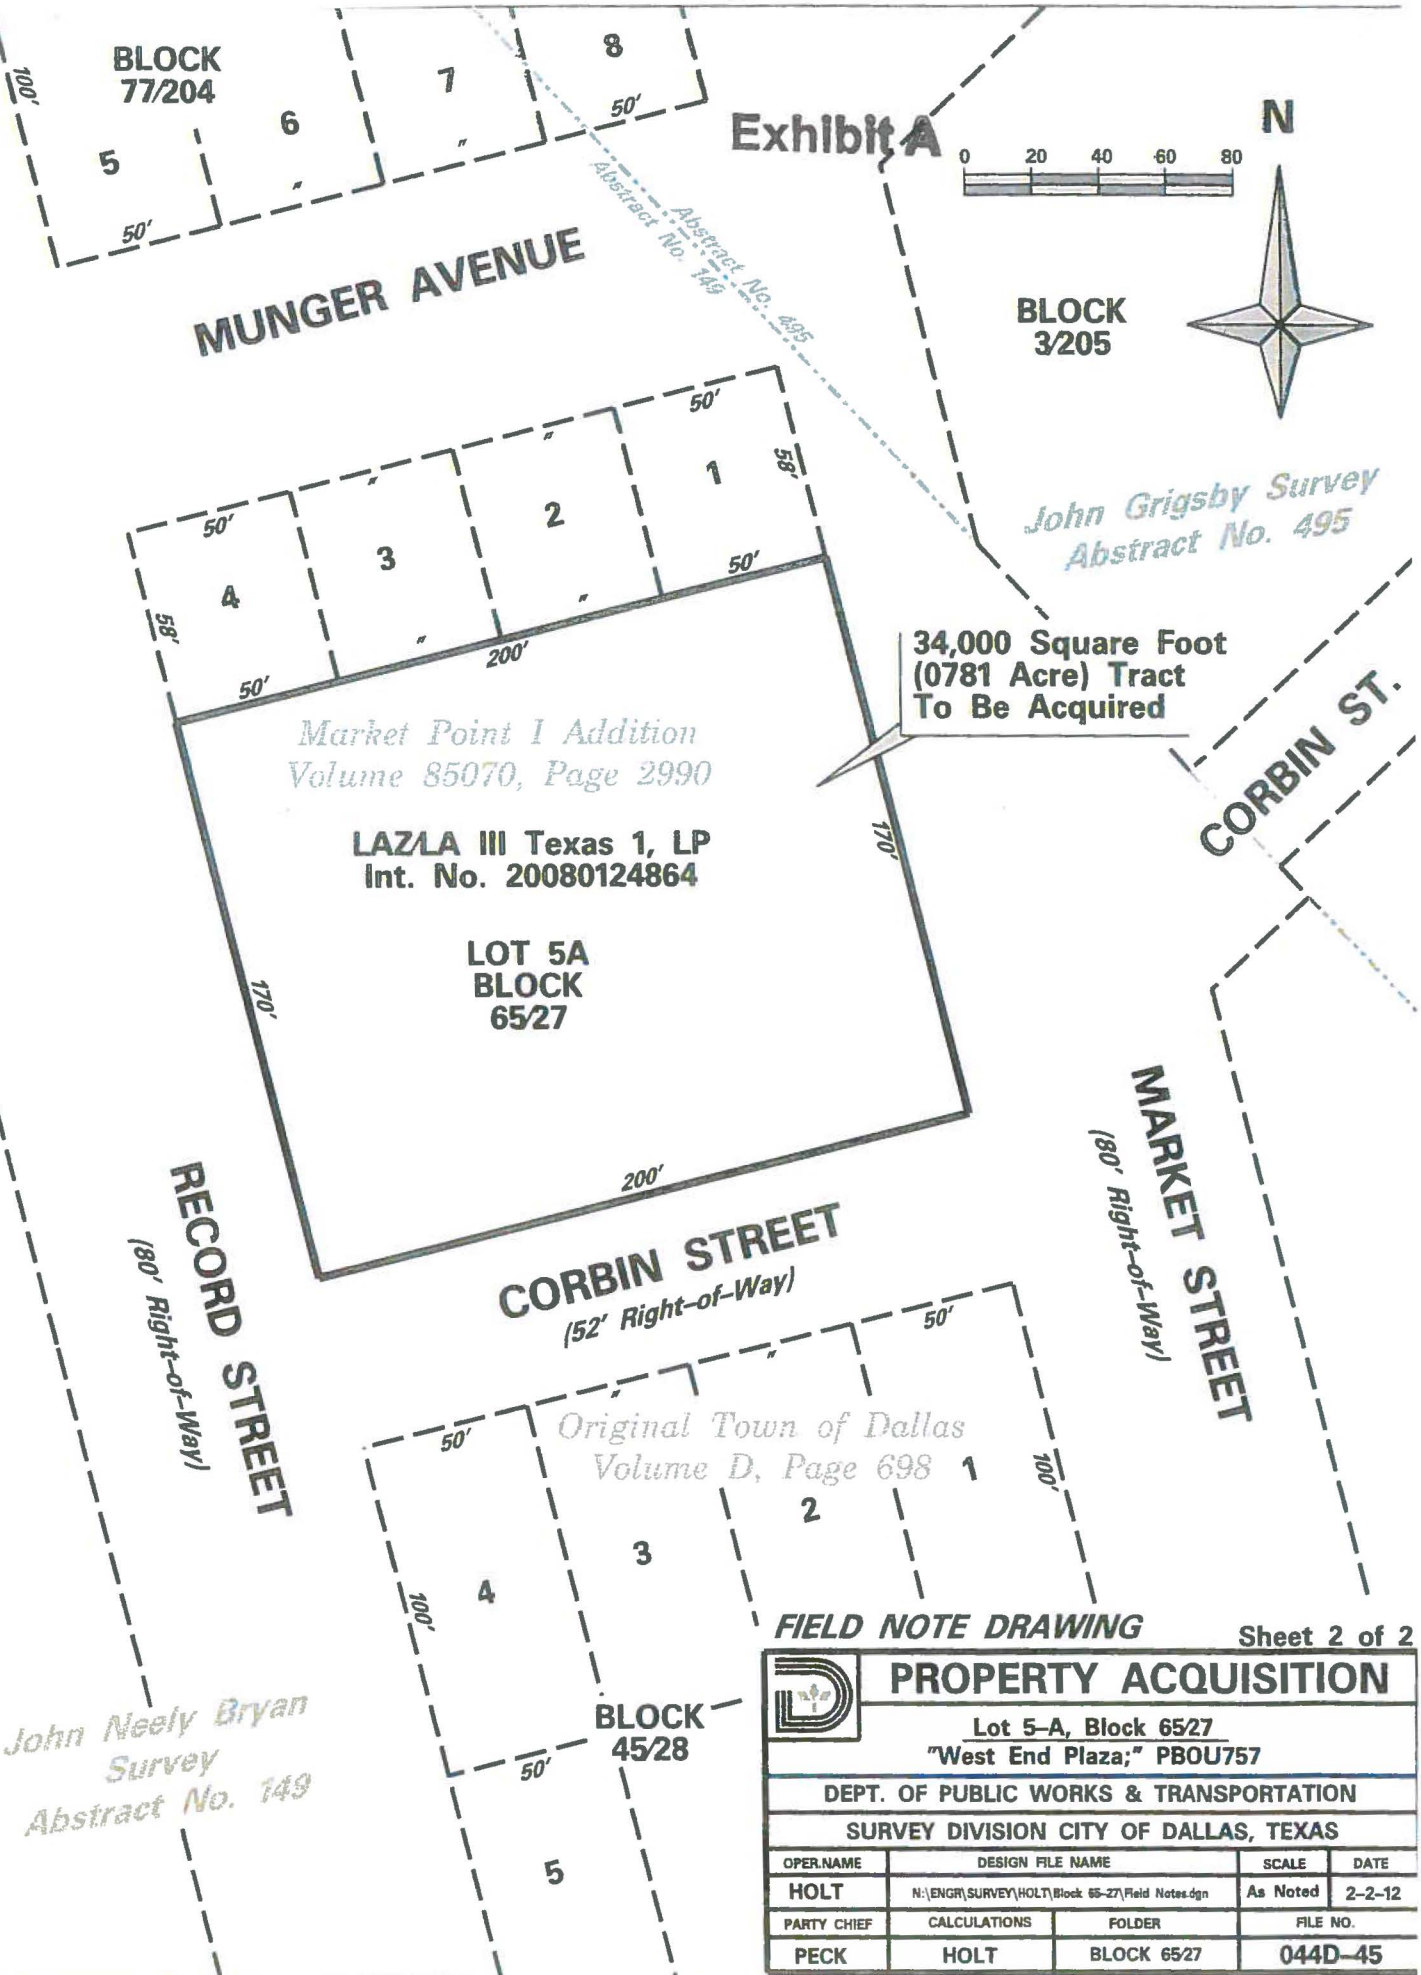 BLOCK
77/204
100'
5
6
7
8
50'
"
"
50'
Exhibit A
0 20 40 60 80
N
MUNGER AVENUE
Abstract No. 495
Abstract No. 149
BLOCK
3/205
John Grigsby Survey
Abstract No. 495
50'
"
"
50'
58'
58'
4
3
2
1
50'
"
"
50'
200'
34,000 Square Foot
(0781 Acre) Tract
To Be Acquired
CORBIN ST.
Market Point I Addition
Volume 85070, Page 2990
LAZ/LA III Texas 1, LP
Int. No. 20080124864
LOT 5A
BLOCK
65/27
170'
170'
200'
RECORD STREET
(80' Right-of-Way)
CORBIN STREET
(52' Right-of-Way)
MARKET STREET
(80' Right-of-Way)
50'
"
"
50'
Original Town of Dallas
Volume D, Page 698
1
2
3
4
100'
100'
BLOCK
45/28
50'
5
John Neely Bryan
Survey
Abstract No. 149
FIELD NOTE DRAWING
Sheet 2 of 2
PROPERTY ACQUISITION
Lot 5-A, Block 65/27
"West End Plaza;" PBOU757
DEPT. OF PUBLIC WORKS & TRANSPORTATION
SURVEY DIVISION CITY OF DALLAS, TEXAS
OPER.NAME DESIGN FILE NAME SCALE DATE
HOLT N:\ENGR\SURVEY\HOLT\Block 65-27\Field Notes.dgn As Noted 2-2-12
PARTY CHIEF CALCULATIONS FOLDER FILE NO.
PECK HOLT BLOCK 65/27 044D-45